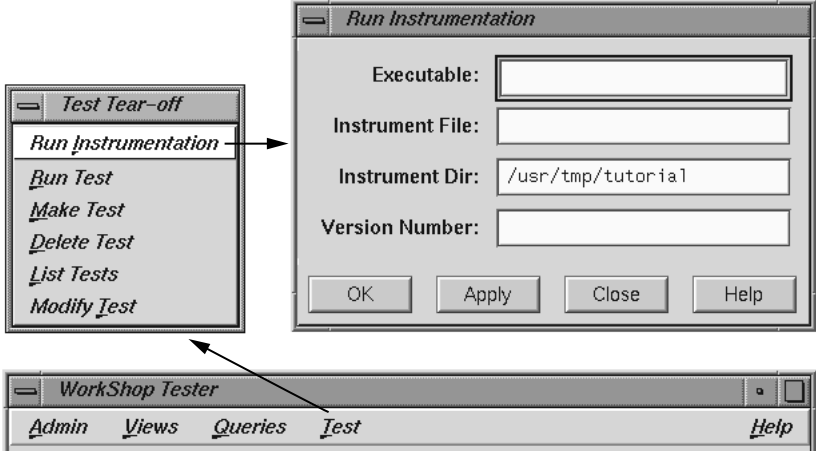 Run Instrumentation
Executable:
Instrument File:
Instrument Dir: /usr/tmp/tutorial
Version Number:
OK Apply Close Help
Test Tear-off
Run Instrumentation
Run Test
Make Test
Delete Test
List Tests
Modify Test
WorkShop Tester
Admin Views Queries Test Help